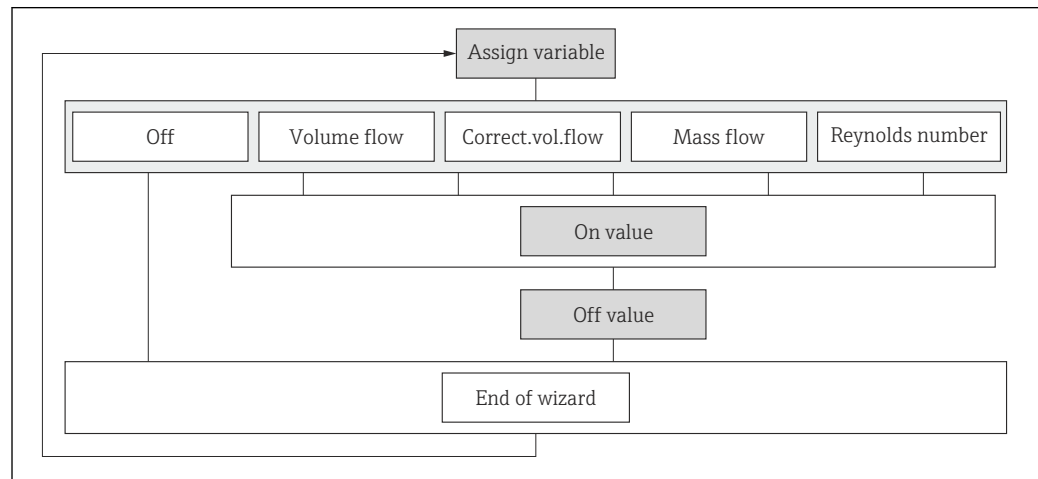 Assign variable
Off
Volume flow
Correct.vol.flow
Mass flow
Reynolds number
On value
Off value
End of wizard